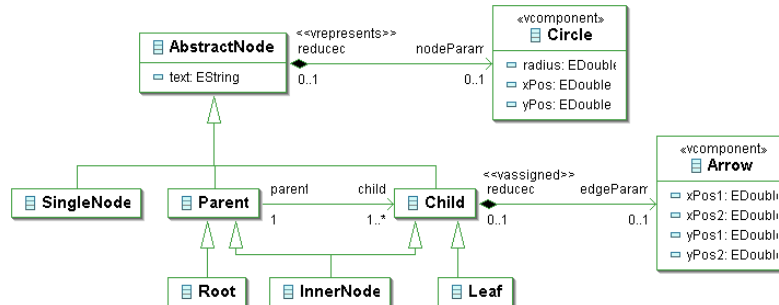 <<vrepresents>>
AbstractNode
reducec
nodeParam
text: EString
0..1
0..1
«vcomponent»
Circle
radius: EDouble
xPos: EDouble
yPos: EDouble
SingleNode
Parent
parent
child
1
1..*
Child
<<vassigned>>
reducec
edgeParam
0..1
0..1
«vcomponent»
Arrow
xPos1: EDouble
xPos2: EDouble
yPos1: EDouble
yPos2: EDouble
Root
InnerNode
Leaf